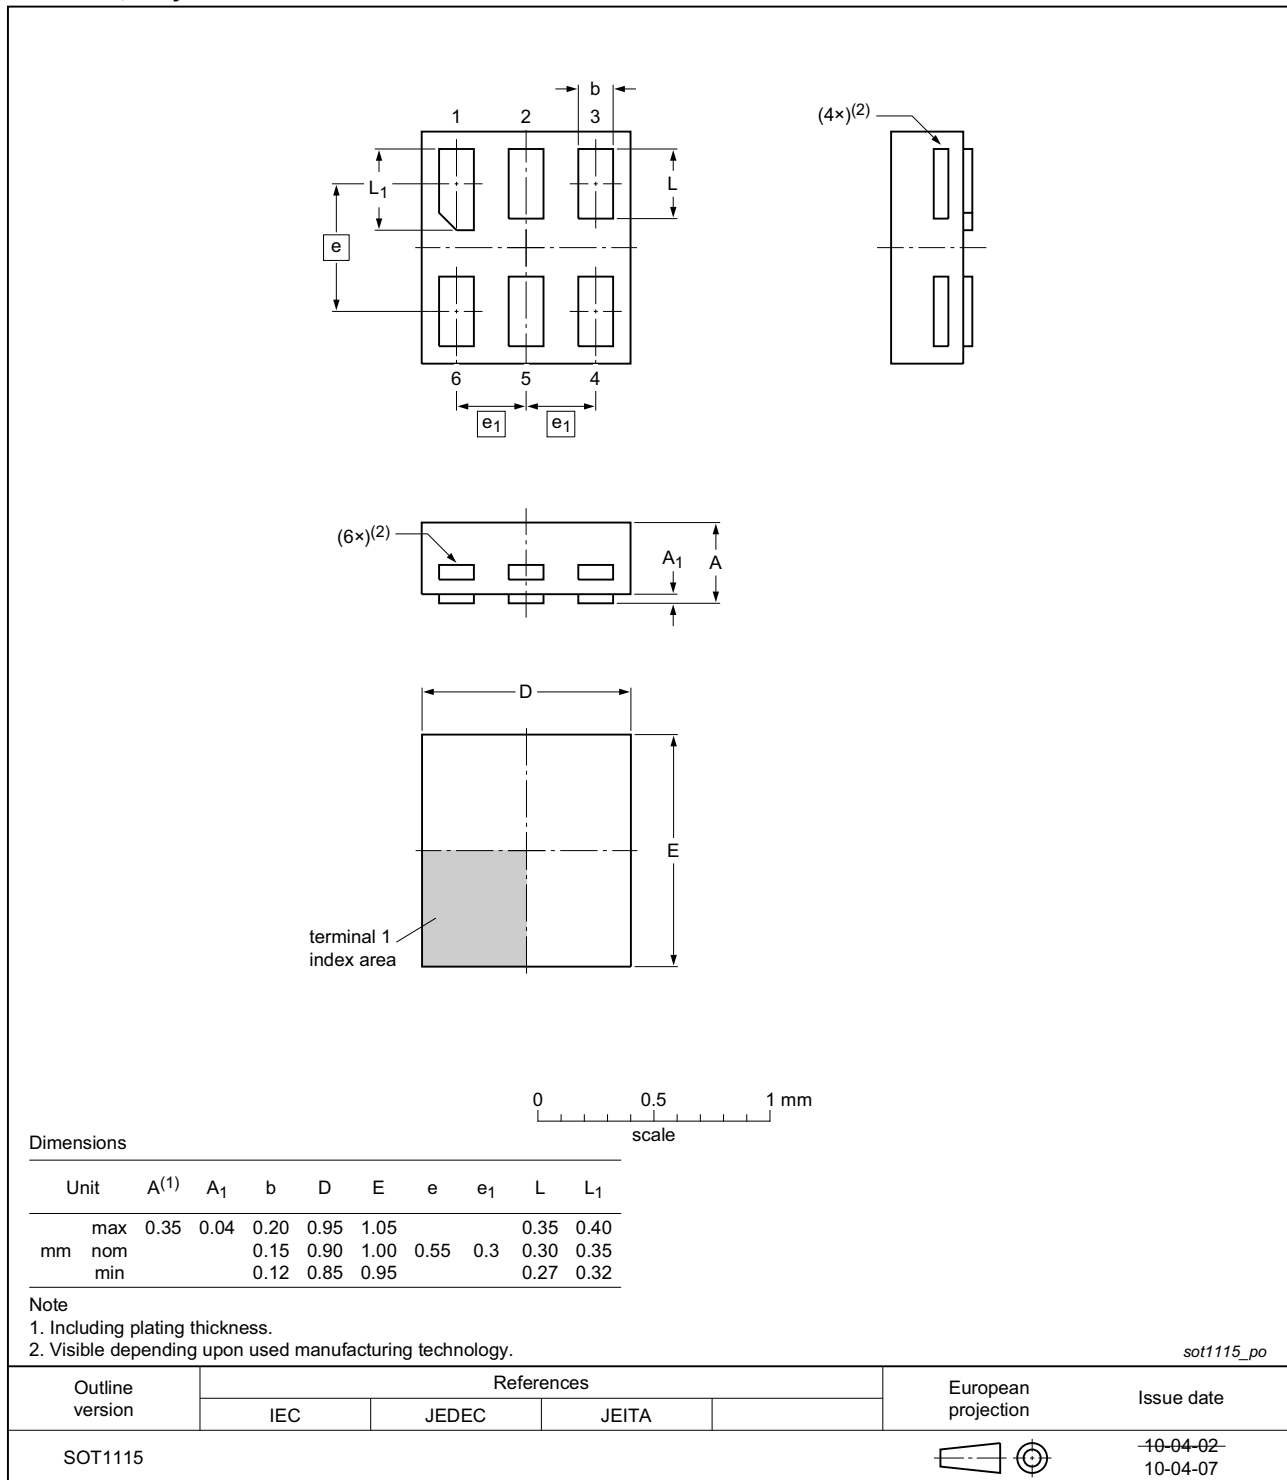 b
1 2 3
(4×)(2)
L1
L
e
6 5 4
e1 e1
(6×)(2)
A1 A
D
E
terminal 1
index area
0 0.5 1 mm
scale
Dimensions
Unit A(1) A1 b D E e e1 L L1
max 0.35 0.04 0.20 0.95 1.05 0.35 0.40
mm nom 0.15 0.90 1.00 0.55 0.3 0.30 0.35
min 0.12 0.85 0.95 0.27 0.32
Note
1. Including plating thickness.
2. Visible depending upon used manufacturing technology.
sot1115_po
Outline
version
References
IEC JEDEC JEITA
European
projection
Issue date
SOT1115
10-04-02
10-04-07